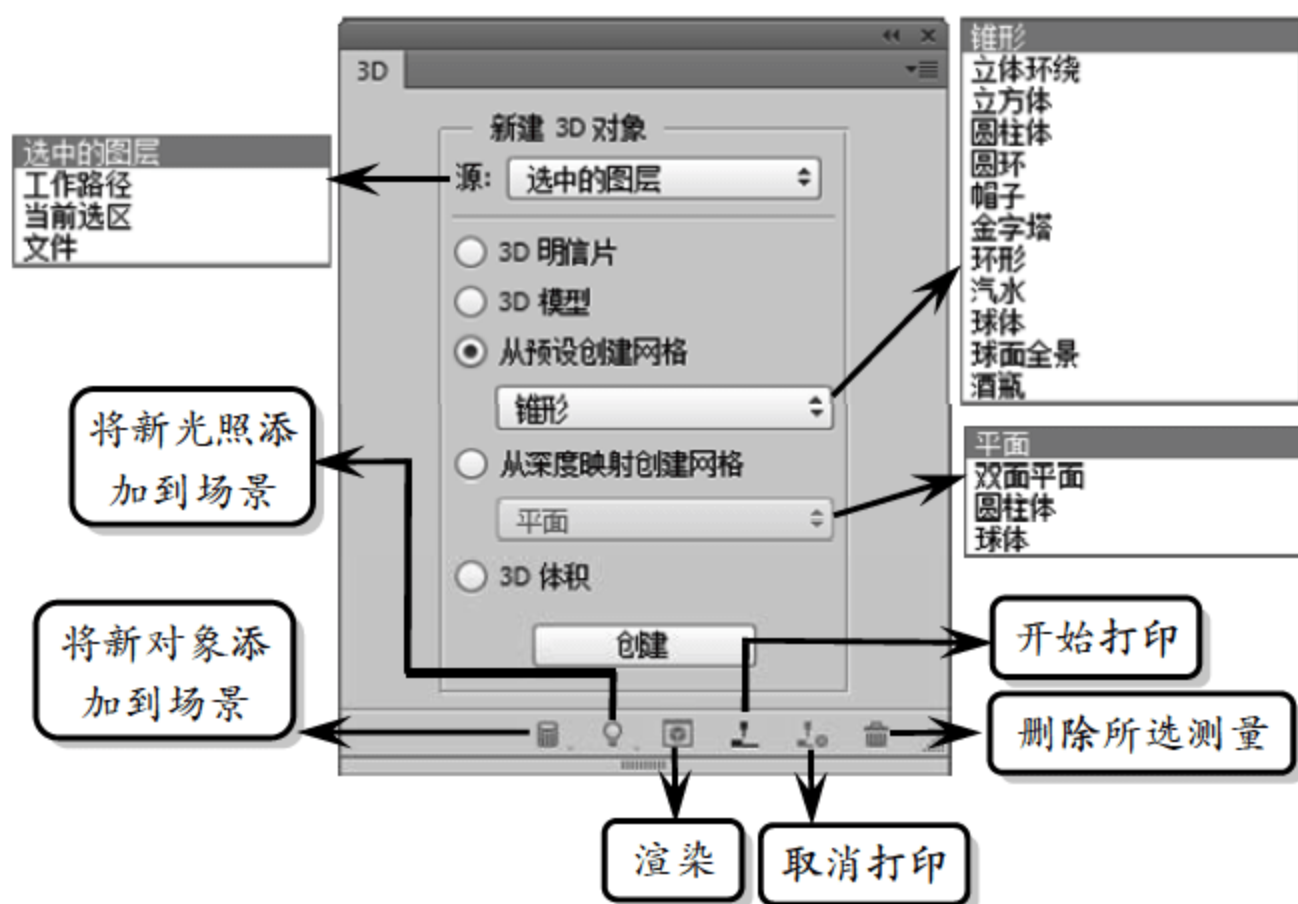 3D
新建 3D 对象
源:
选中的图层
3D 明信片
3D 模型
从预设创建网格
锥形
从深度映射创建网格
平面
3D 体积
创建
选中的图层
工作路径
当前选区
文件
锥形
立体环绕
立方体
圆柱体
圆环
帽子
金字塔
环形
汽水
球体
球面全景
酒瓶
平面
双面平面
圆柱体
球体
将新光照添
加到场景
将新对象添
加到场景
开始打印
删除所选测量
渲染
取消打印